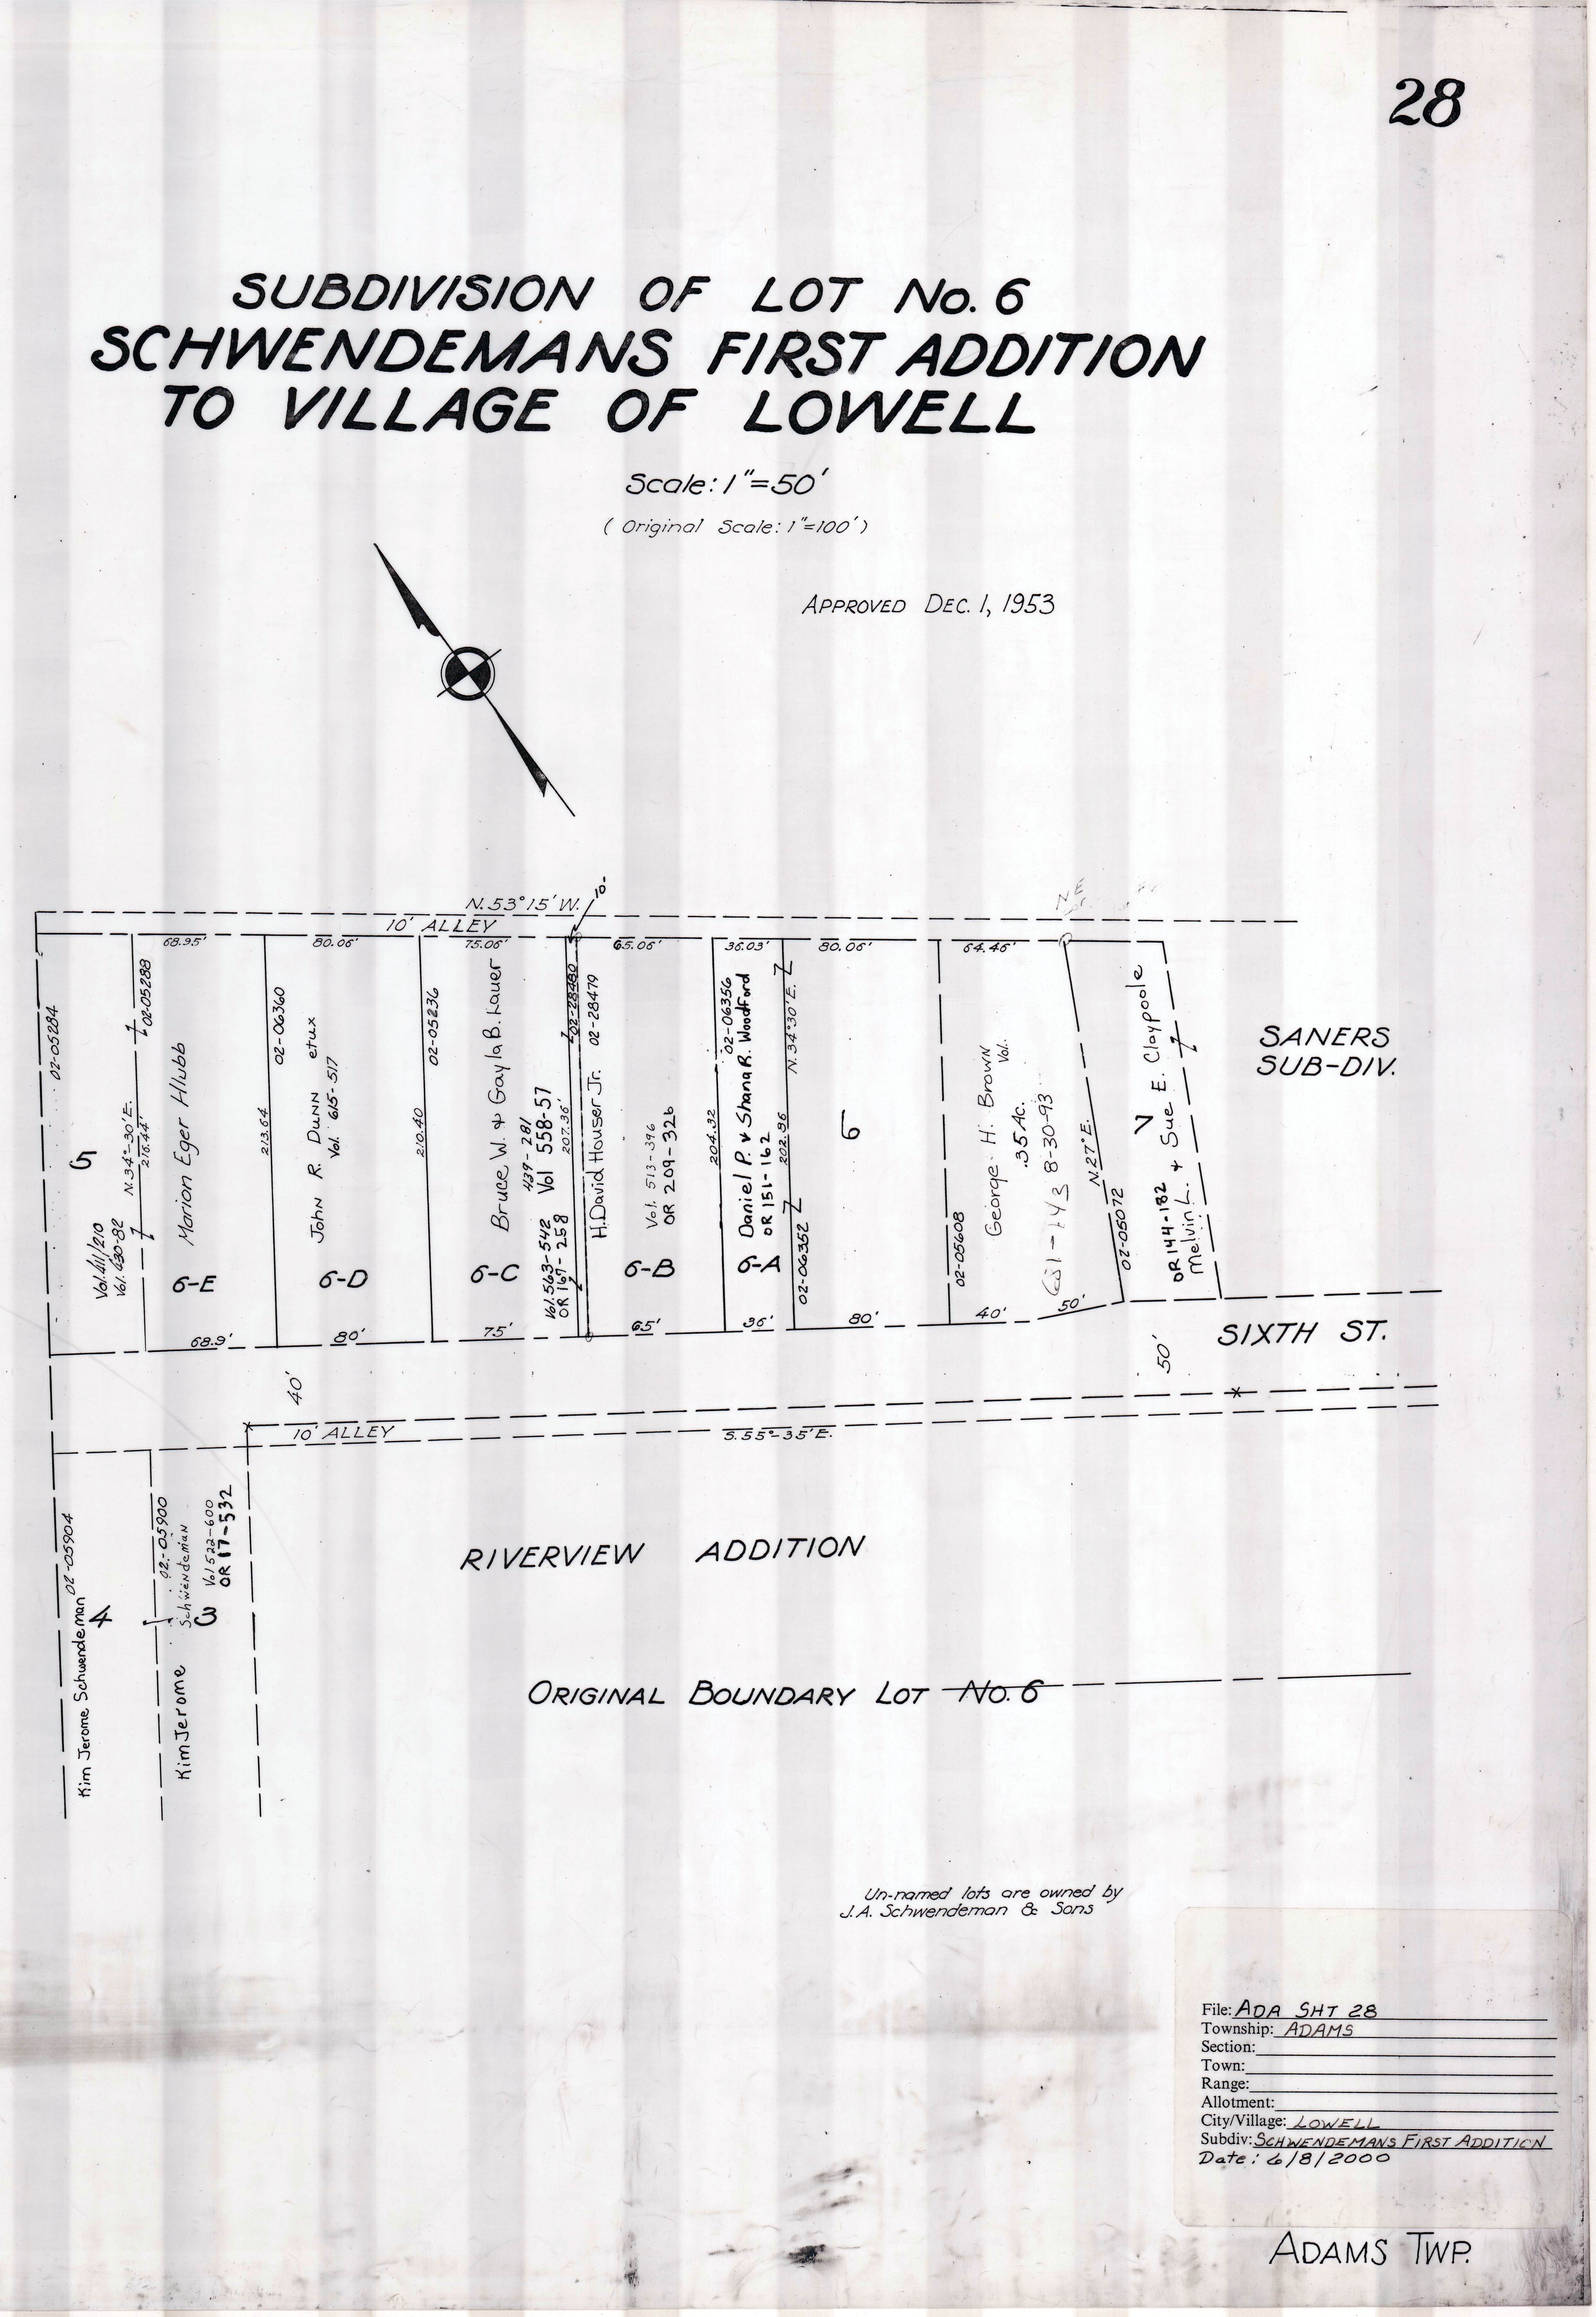 28
SUBDIVISION OF LOT No. 6
SCHWENDEMANS FIRST ADDITION
TO VILLAGE OF LOWELL
Scale: 1"=50'
( Original Scale: 1"=100' )
APPROVED DEC. 1, 1953
N. 53° 15' W.
10'
NE
10' ALLEY
68.95'
80.06'
75.06'
65.06'
36.03'
80.06'
64.46'
02-05284
5
Vol. 411/210
Vol. 630-82
N. 34°-30' E.
216.44'
02-05288
Marion Eger Hlubb
6-E
68.9'
213.64
02-06360
John R. Dunn etux
Vol. 615-517
6-D
80'
210.40
02-05236
Bruce W. & Gayla B. Lauer
439-281
Vol 558-57
6-C
75'
Vol. 563-542
OR 167-258
207.36'
02-28480
H. David Hauser Jr. 02-28479
Vol. 513-396
OR 209-326
6-B
65'
204.32
02-06356
Daniel P. & Shana R. Woodford
OR 151-162
6-A
36'
202.96
N. 34°30' E.
02-06352
6
80'
02-05608
George H. Brown
Vol.
.35 Ac.
8-30-93
40'
50'
N. 27° E.
02-05072
OR 144-182
Melvin L. & Sue E. Claypoole
SANERS
SUB-DIV.
SIXTH ST.
50'
40'
10' ALLEY
S. 55°-35' E.
02-05904
Kim Jerome Schwendeman
4
02-05900
Kim Jerome Schwendeman
Vol 522-600
OR 17-532
3
RIVERVIEW ADDITION
ORIGINAL BOUNDARY LOT No. 6
Un-named lots are owned by
J.A. Schwendeman & Sons
File: ADA SHT 28
Township: ADAMS
Section:
Town:
Range:
Allotment:
City/Village: LOWELL
Subdiv: SCHWENDEMANS FIRST ADDITION
Date: 6/8/2000
ADAMS TWP.